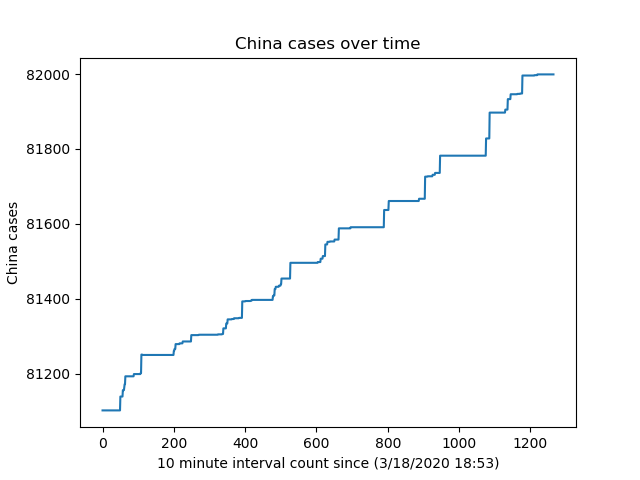 China cases over time
82000
81800
81600
81400
81200
China cases
0 200 400 600 800 1000 1200
10 minute interval count since (3/18/2020 18:53)